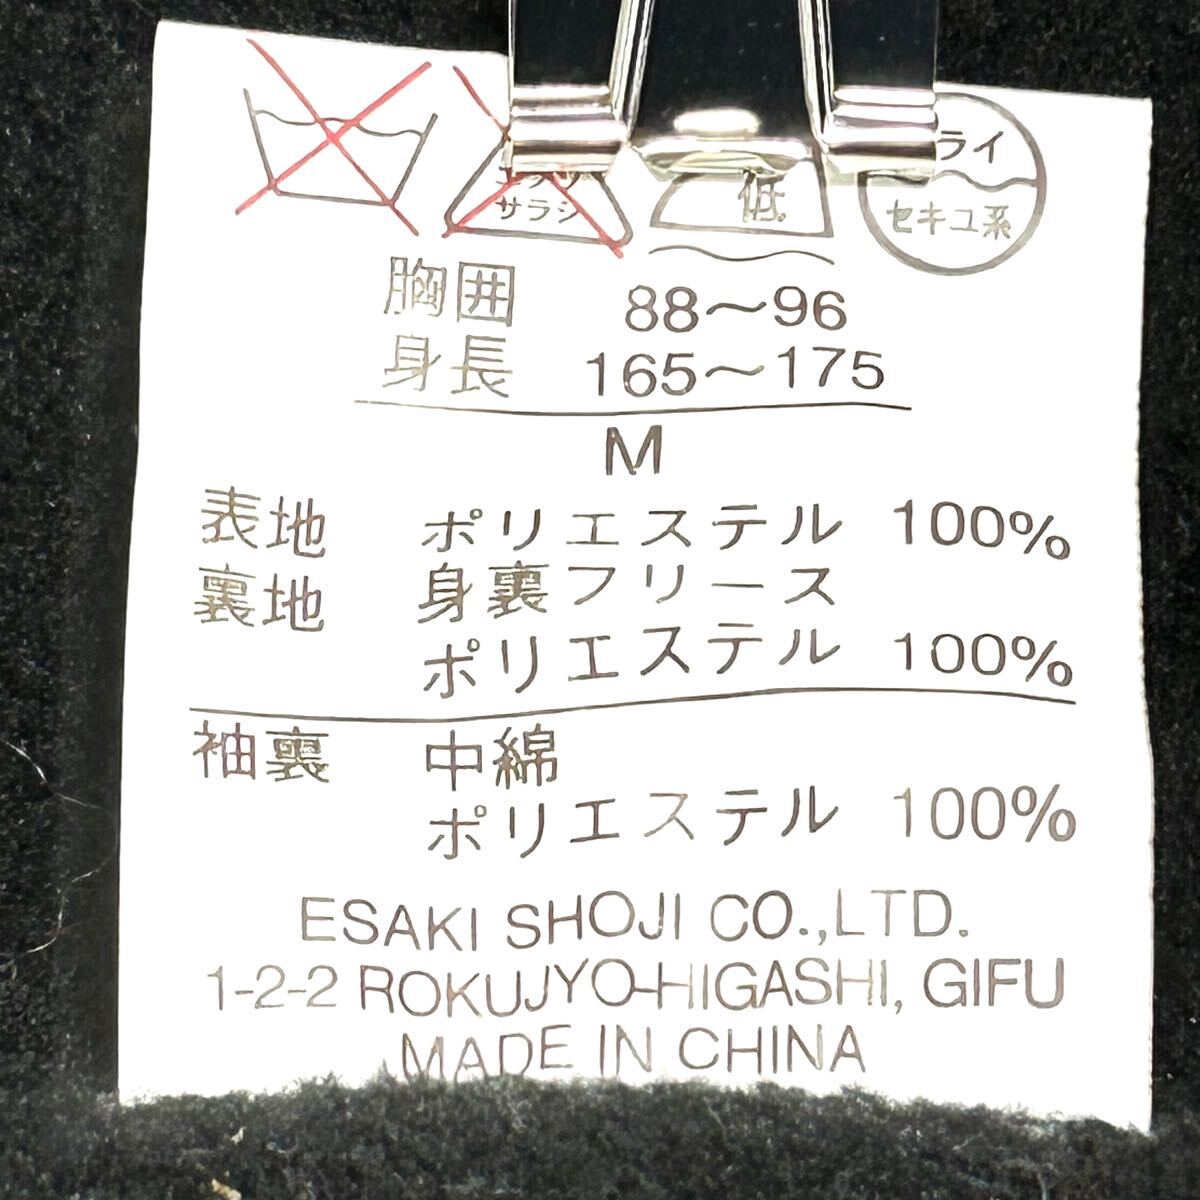 サラシ
低
ライ
セキユ系
胸囲 88～96
身長 165～175
M
表地 ポリエステル 100%
裏地 身裏フリース
ポリエステル 100%
袖裏 中綿
ポリエステル 100%
ESAKI SHOJI CO.,LTD.
1-2-2 ROKUJYO-HIGASHI, GIFU
MADE IN CHINA